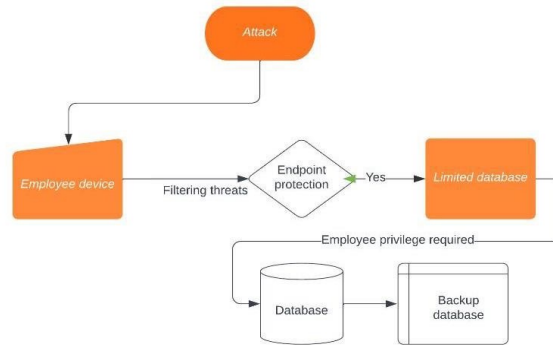 Attack
Employee device
Filtering threats
Endpoint
protection
Yes
Limited database
Employee privilege required
Database
Backup
database